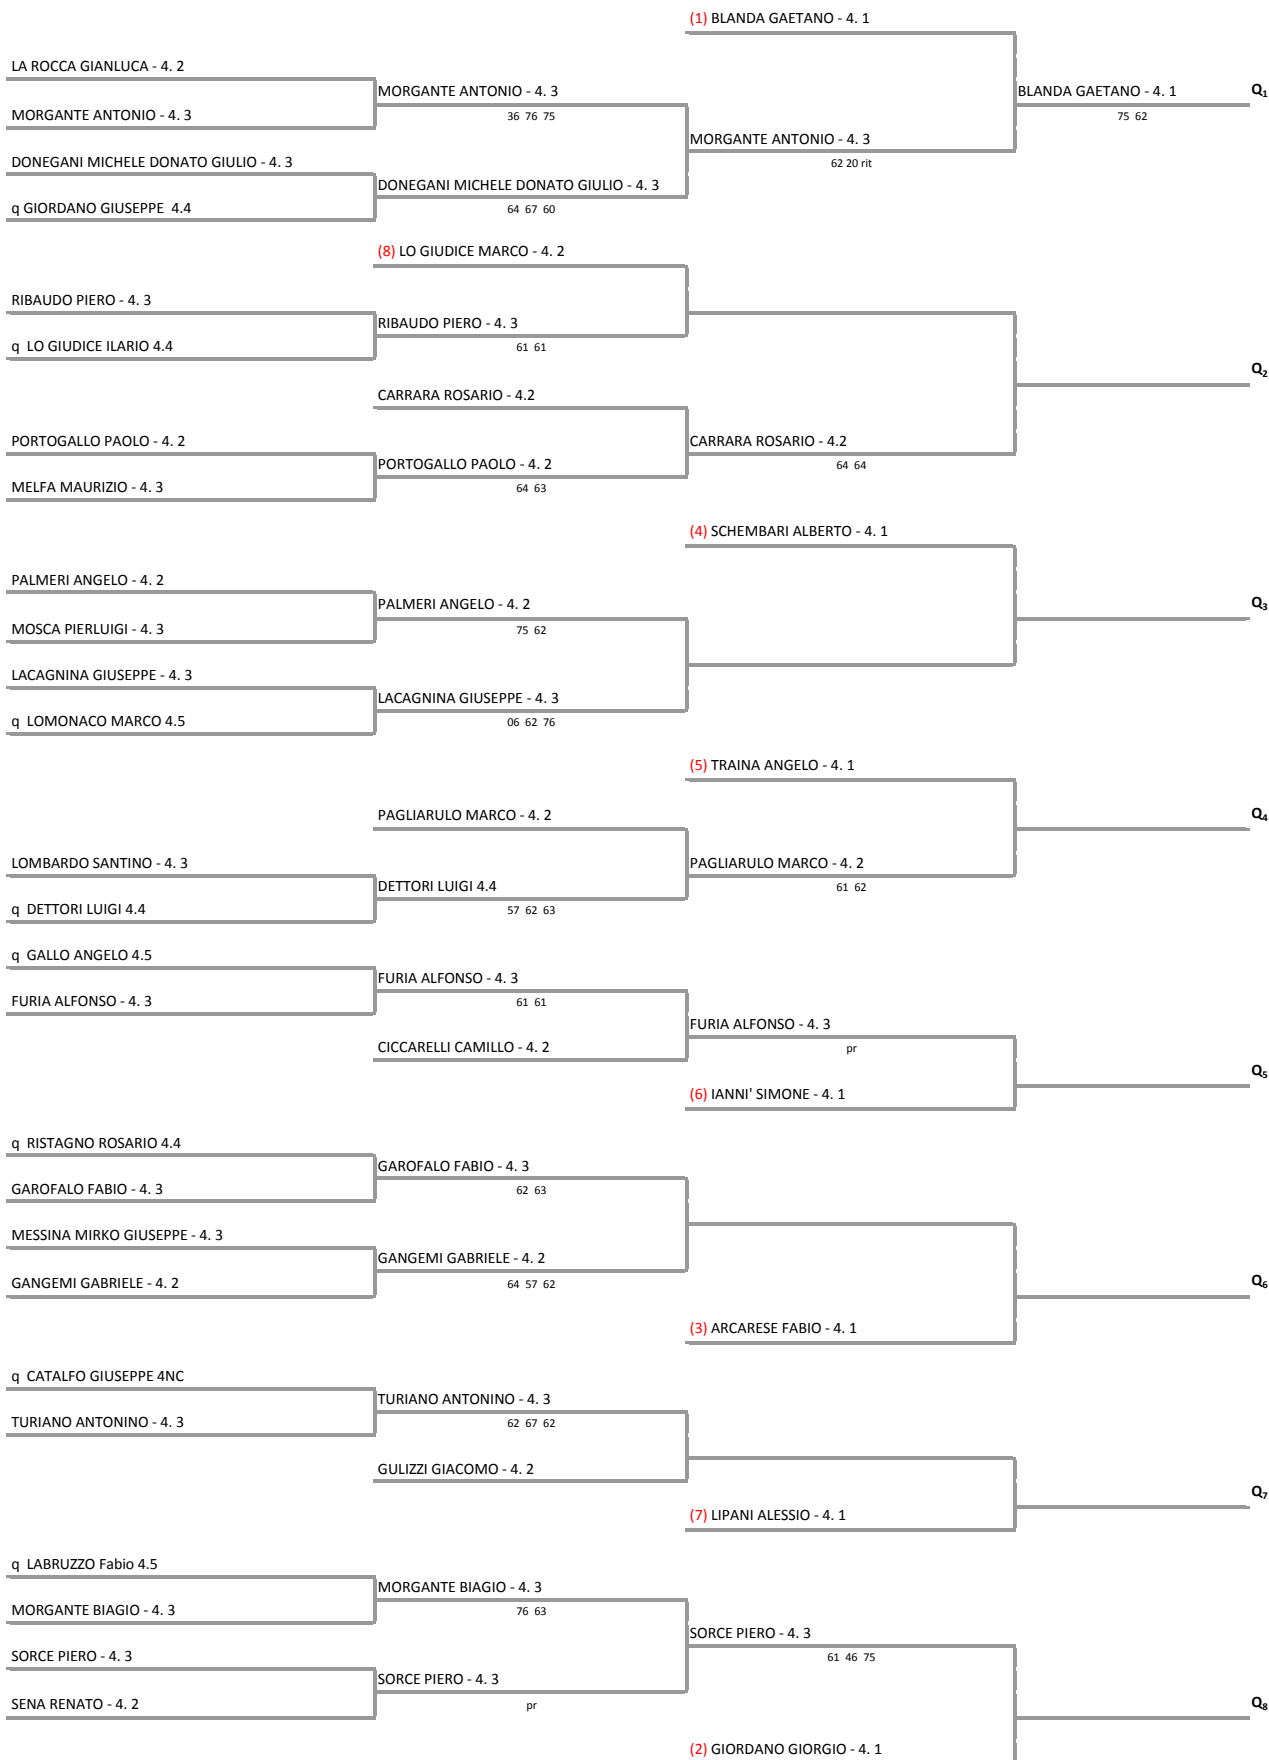 (1) BLANDA GAETANO - 4. 1
LA ROCCA GIANLUCA - 4. 2
MORGANTE ANTONIO - 4. 3
BLANDA GAETANO - 4. 1
Q₁
MORGANTE ANTONIO - 4. 3
36 76 75
75 62
MORGANTE ANTONIO - 4. 3
DONEGANI MICHELE DONATO GIULIO - 4. 3
62 20 rit
DONEGANI MICHELE DONATO GIULIO - 4. 3
q GIORDANO GIUSEPPE 4.4
64 67 60
(8) LO GIUDICE MARCO - 4. 2
RIBAUDO PIERO - 4. 3
RIBAUDO PIERO - 4. 3
q LO GIUDICE ILARIO 4.4
61 61
Q₂
CARRARA ROSARIO - 4.2
PORTOGALLO PAOLO - 4. 2
CARRARA ROSARIO - 4.2
PORTOGALLO PAOLO - 4. 2
64 64
MELFA MAURIZIO - 4. 3
64 63
(4) SCHEMBARI ALBERTO - 4. 1
PALMERI ANGELO - 4. 2
PALMERI ANGELO - 4. 2
Q₃
MOSCA PIERLUIGI - 4. 3
75 62
LACAGNINA GIUSEPPE - 4. 3
LACAGNINA GIUSEPPE - 4. 3
q LOMONACO MARCO 4.5
06 62 76
(5) TRAINA ANGELO - 4. 1
PAGLIARULO MARCO - 4. 2
Q₄
LOMBARDO SANTINO - 4. 3
PAGLIARULO MARCO - 4. 2
DETTORI LUIGI 4.4
61 62
q DETTORI LUIGI 4.4
57 62 63
q GALLO ANGELO 4.5
FURIA ALFONSO - 4. 3
FURIA ALFONSO - 4. 3
61 61
FURIA ALFONSO - 4. 3
CICCARELLI CAMILLO - 4. 2
pr
Q₅
(6) IANNI' SIMONE - 4. 1
q RISTAGNO ROSARIO 4.4
GAROFALO FABIO - 4. 3
GAROFALO FABIO - 4. 3
62 63
MESSINA MIRKO GIUSEPPE - 4. 3
GANGEMI GABRIELE - 4. 2
GANGEMI GABRIELE - 4. 2
64 57 62
Q₆
(3) ARCARESE FABIO - 4. 1
q CATALFO GIUSEPPE 4NC
TURIANO ANTONINO - 4. 3
TURIANO ANTONINO - 4. 3
62 67 62
GULIZZI GIACOMO - 4. 2
Q₇
(7) LIPANI ALESSIO - 4. 1
q LABRUZZO Fabio 4.5
MORGANTE BIAGIO - 4. 3
MORGANTE BIAGIO - 4. 3
76 63
SORCE PIERO - 4. 3
SORCE PIERO - 4. 3
61 46 75
SORCE PIERO - 4. 3
SENA RENATO - 4. 2
pr
Q₈
(2) GIORDANO GIORGIO - 4. 1